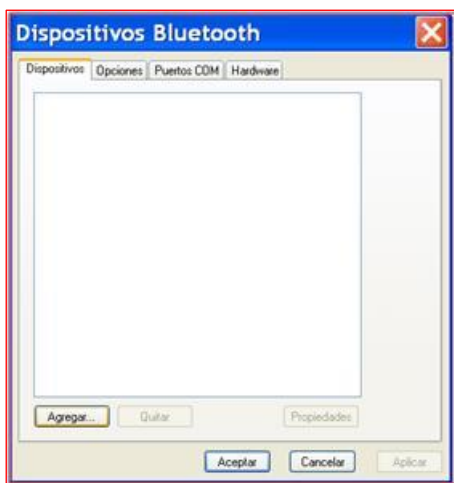 Dispositivos Bluetooth
Dispositivos Opciones Puertos COM Hardware
Agregar... Quitar Propiedades
Aceptar Cancelar Aplicar